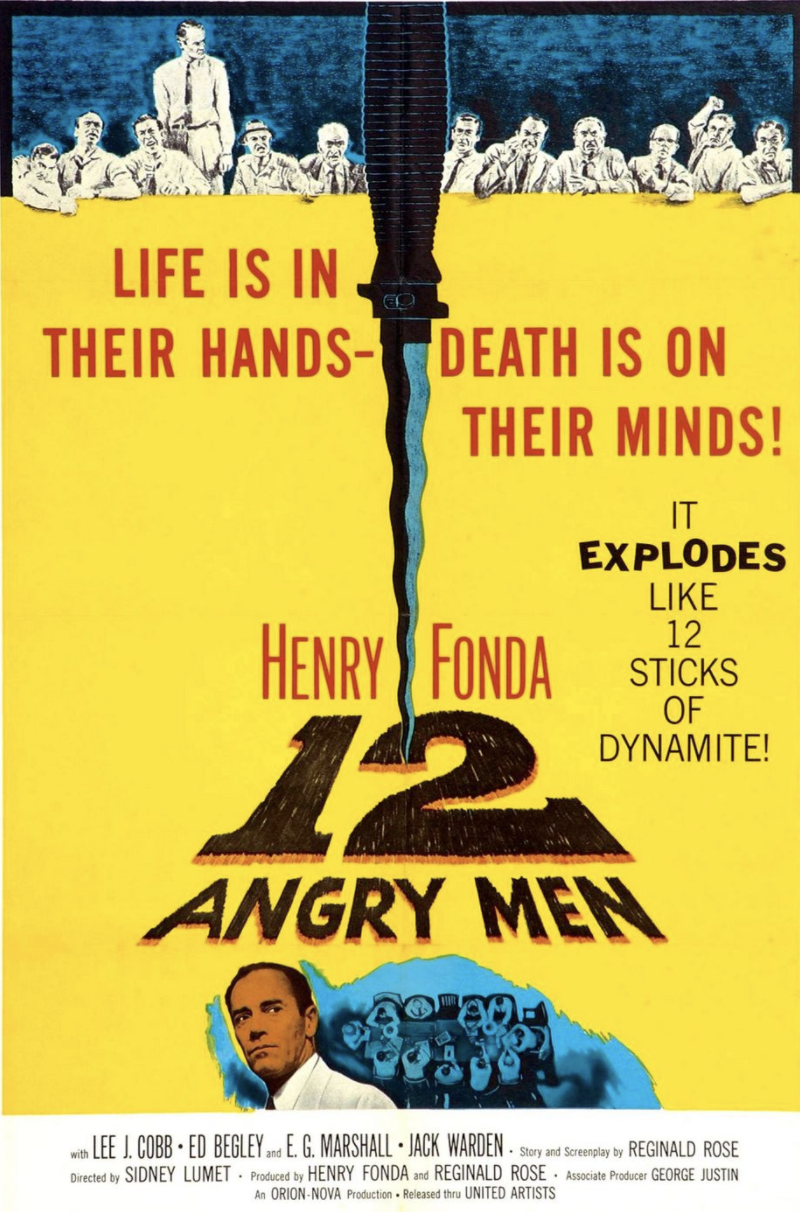 LIFE IS IN
THEIR HANDS– DEATH IS ON
THEIR MINDS!
IT
EXPLODES
LIKE
12
STICKS
OF
DYNAMITE!
HENRY FONDA
12
ANGRY MEN
with LEE J. COBB • ED BEGLEY and E. G. MARSHALL • JACK WARDEN • Story and Screenplay by REGINALD ROSE
Directed by SIDNEY LUMET • Produced by HENRY FONDA and REGINALD ROSE • Associate Producer GEORGE JUSTIN
An ORION-NOVA Production • Released thru UNITED ARTISTS